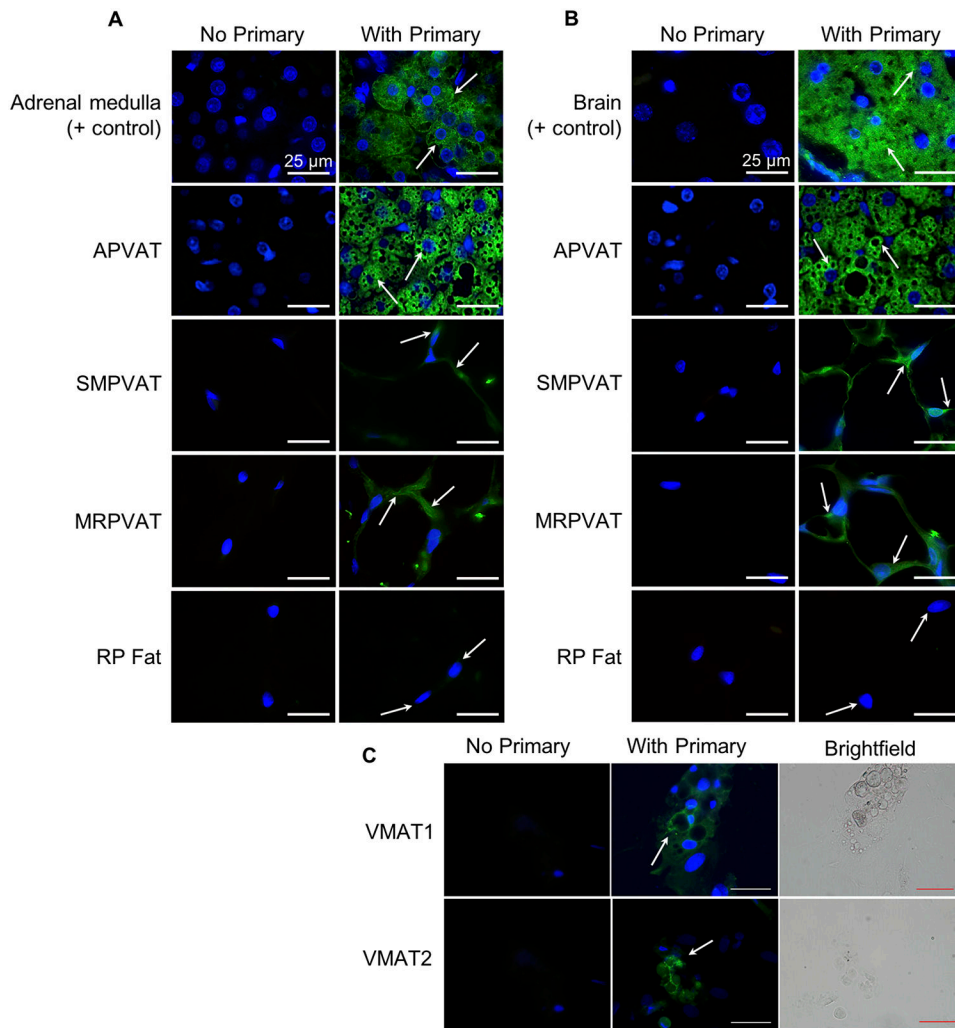 A
No Primary With Primary
Adrenal medulla
(+ control)
25 µm
APVAT
SMPVAT
MRPVAT
RP Fat
B
No Primary With Primary
Brain
(+ control)
25 µm
APVAT
SMPVAT
MRPVAT
RP Fat
C
No Primary With Primary Brightfield
VMAT1
VMAT2